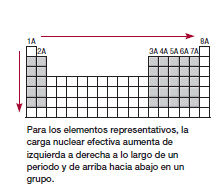 1A 8A
2A 3A 4A 5A 6A 7A
Para los elementos representativos, la
carga nuclear efectiva aumenta de
izquierda a derecha a lo largo de un
periodo y de arriba hacia abajo en un
grupo.